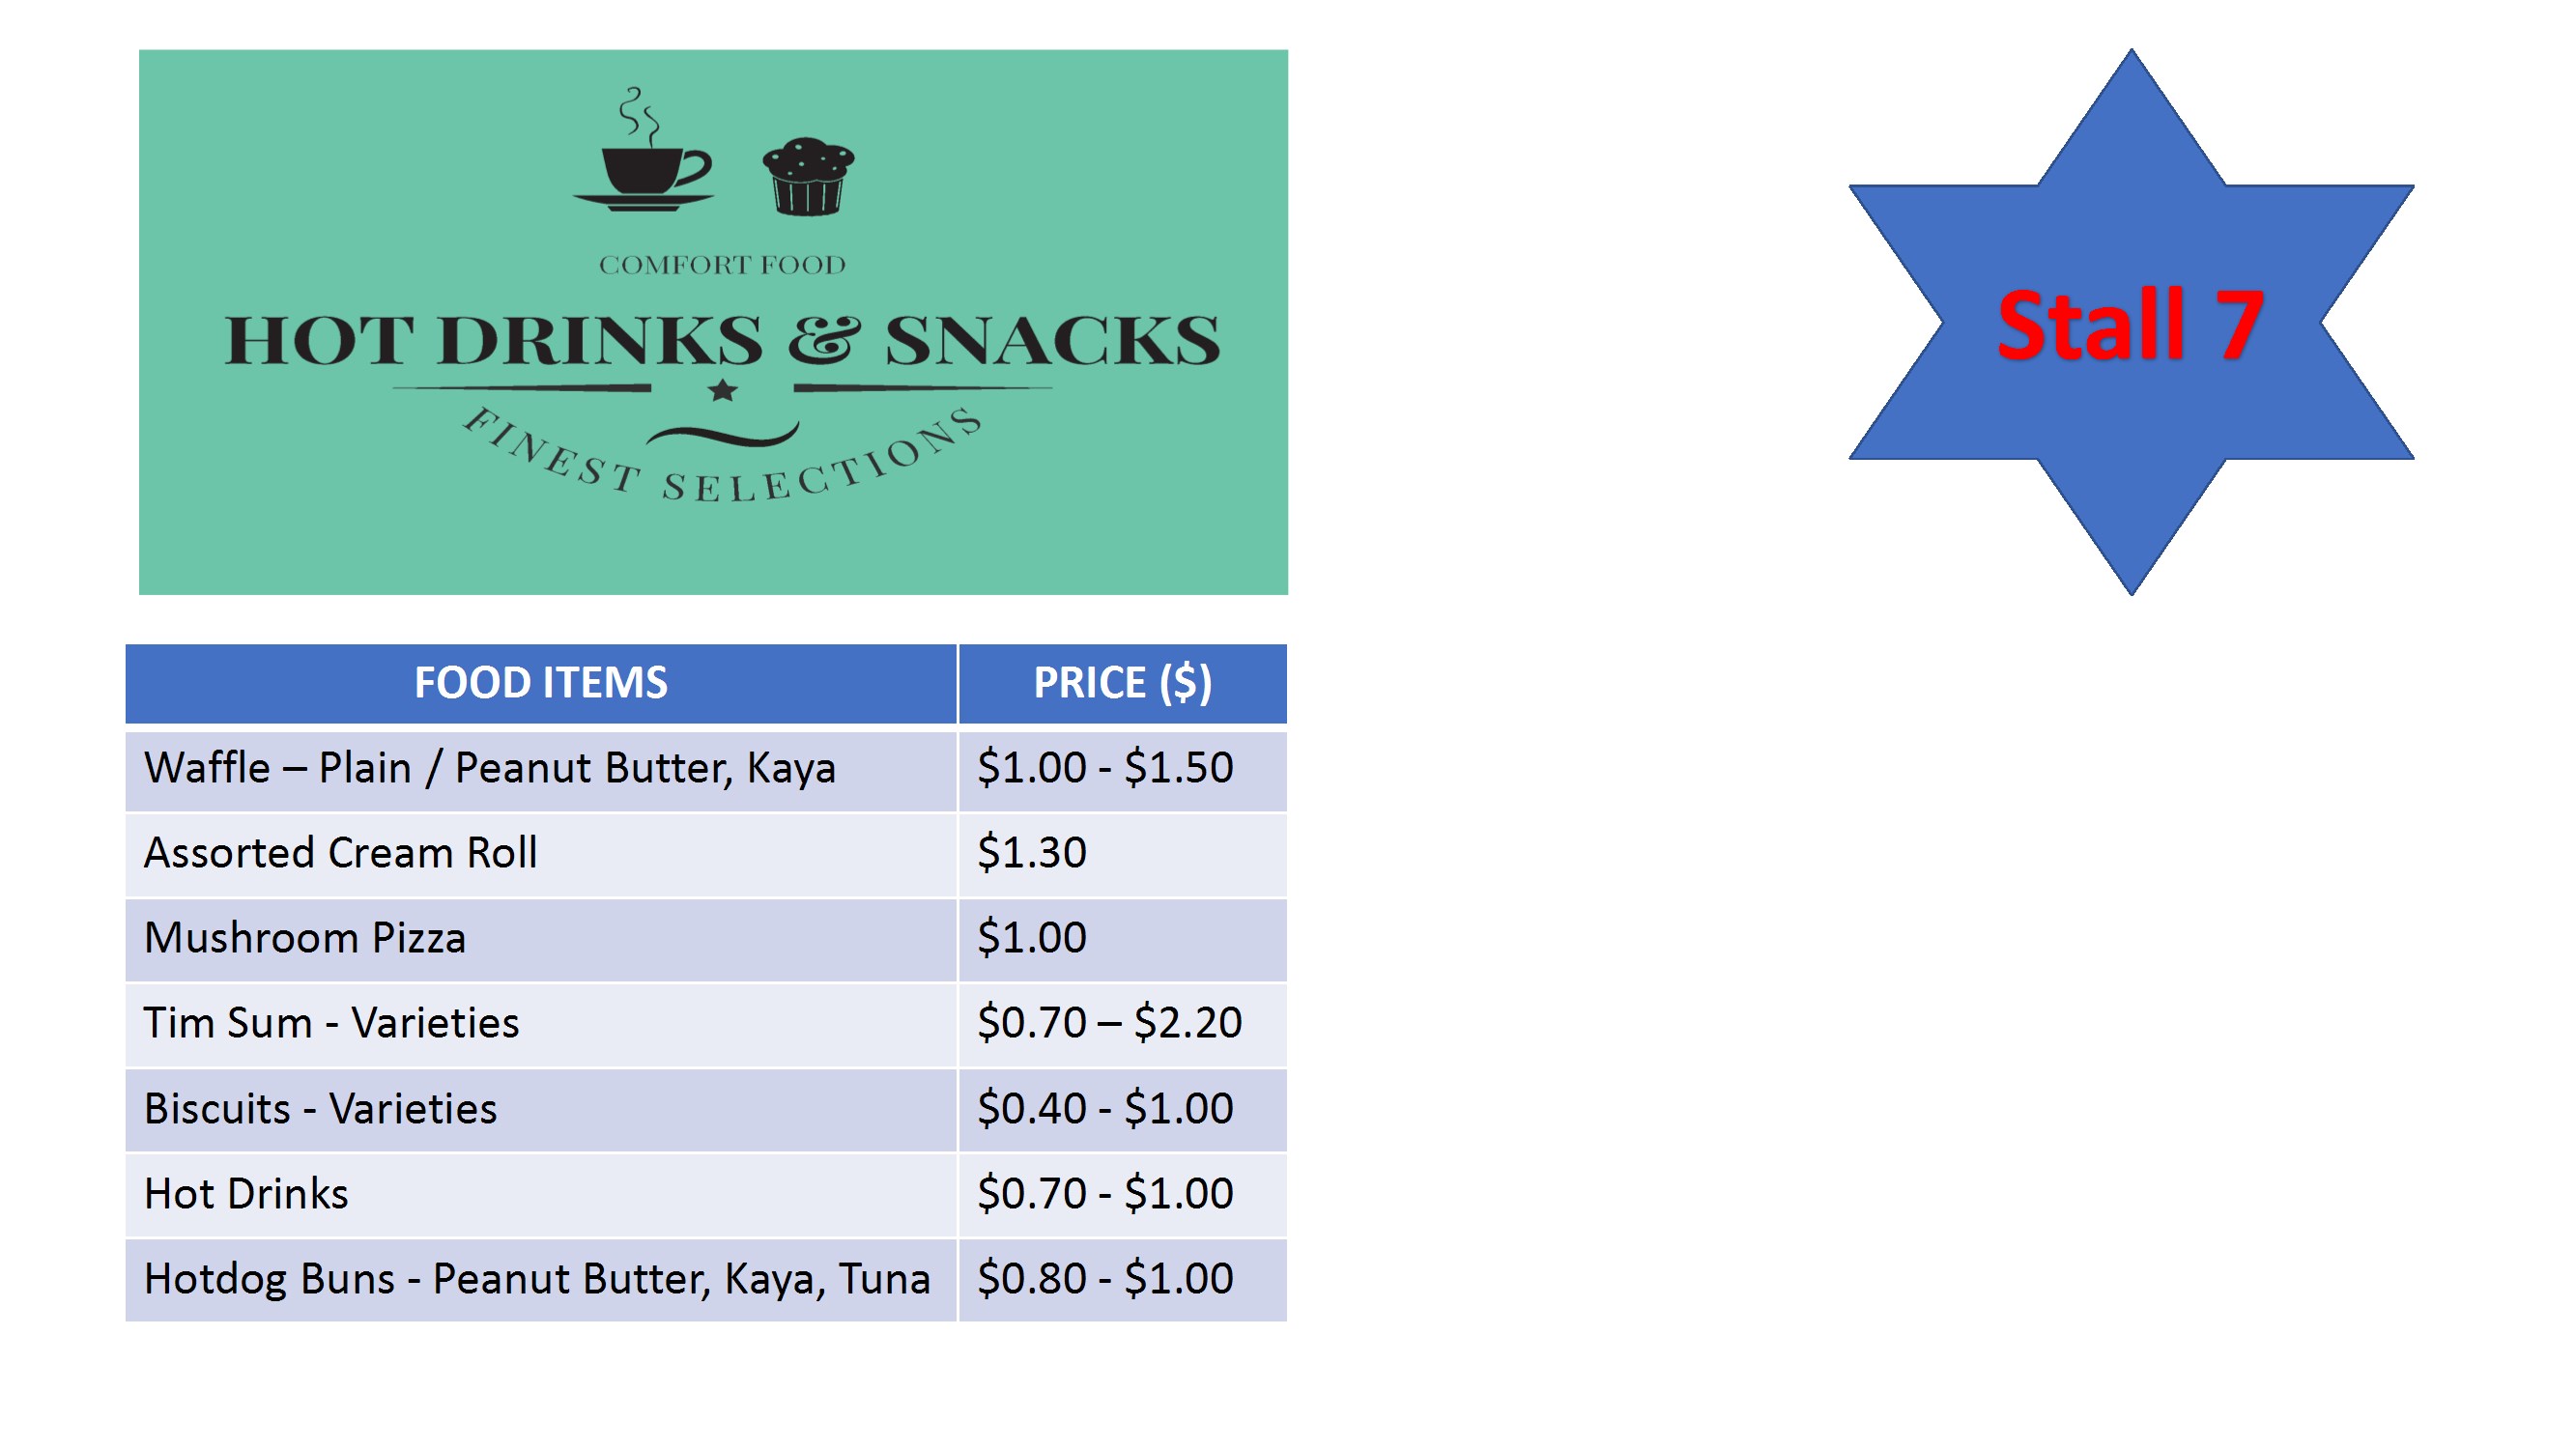 COMFORT FOOD
HOT DRINKS & SNACKS
FINEST SELECTIONS
Stall 7
FOOD ITEMS PRICE ($)
Waffle – Plain / Peanut Butter, Kaya $1.00 - $1.50
Assorted Cream Roll $1.30
Mushroom Pizza $1.00
Tim Sum - Varieties $0.70 – $2.20
Biscuits - Varieties $0.40 - $1.00
Hot Drinks $0.70 - $1.00
Hotdog Buns - Peanut Butter, Kaya, Tuna $0.80 - $1.00